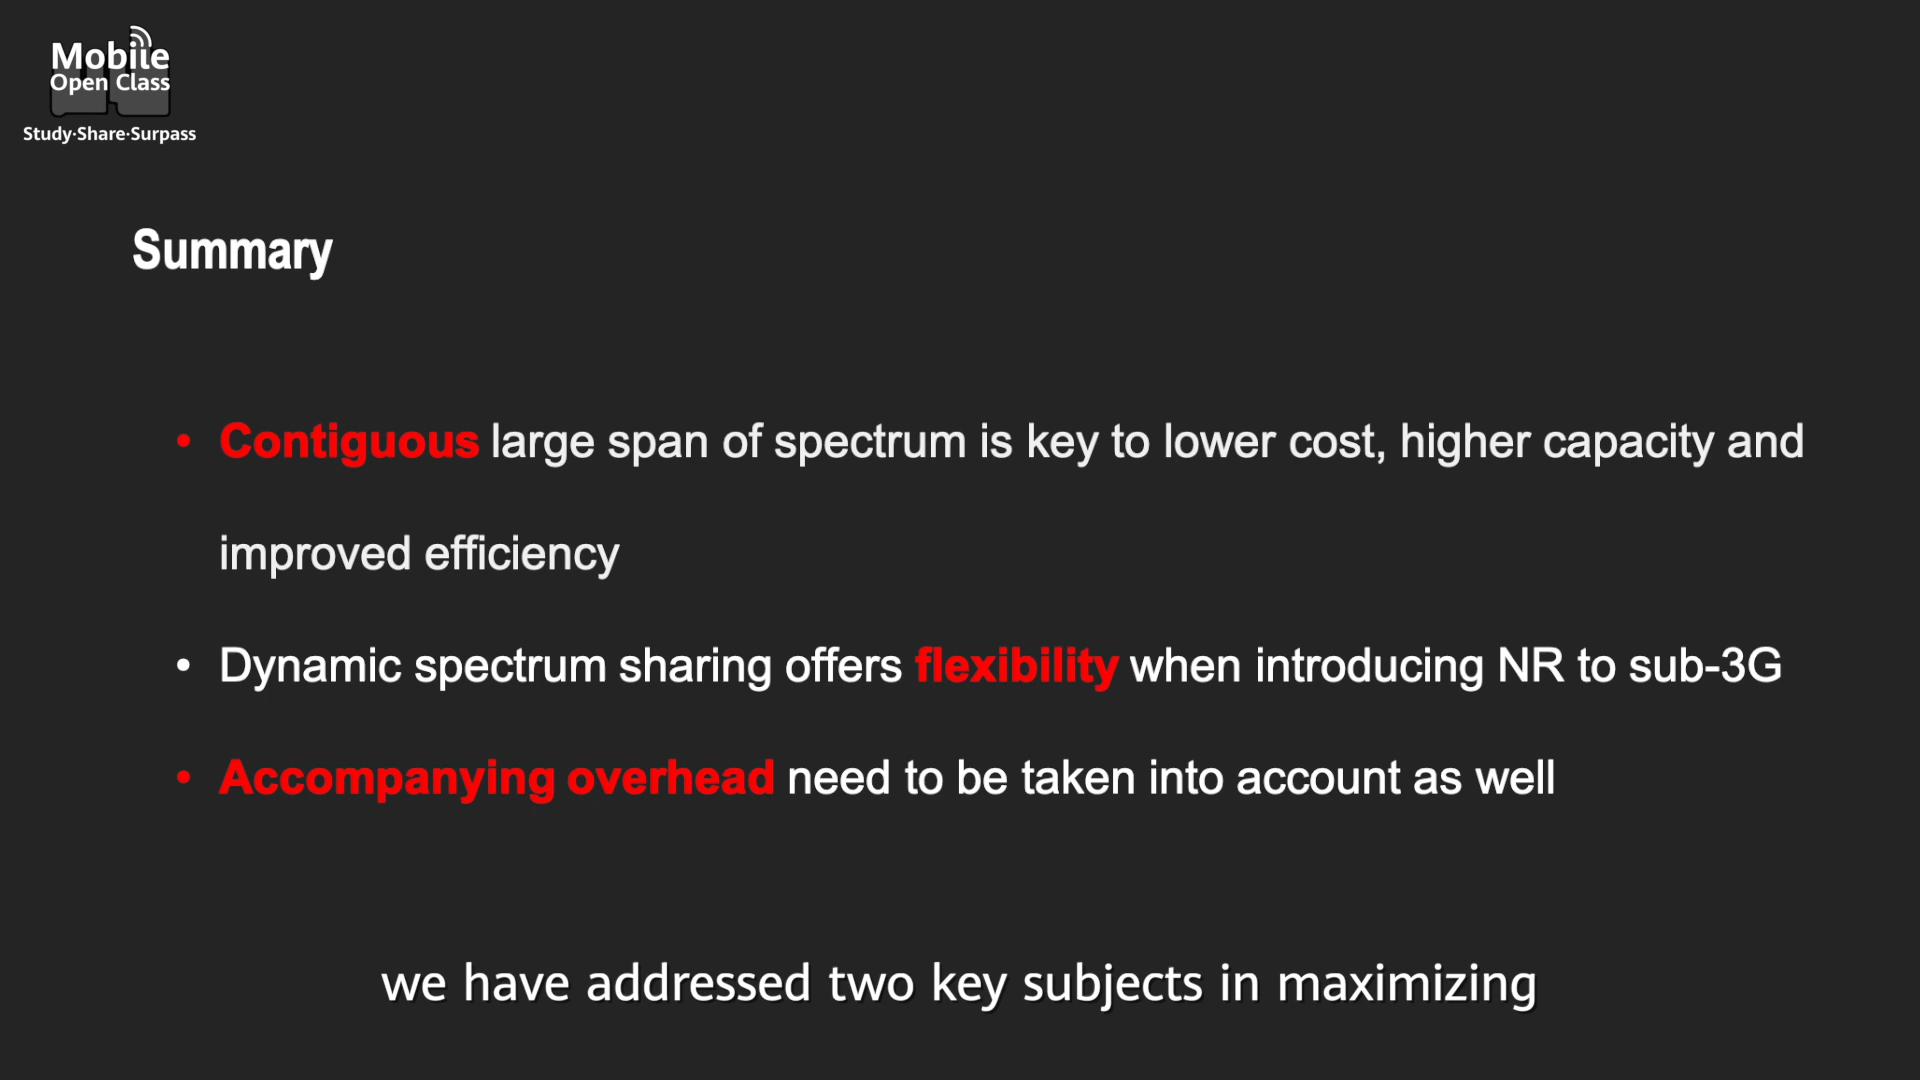 Mobile
Open Class
Study·Share·Surpass
Summary
• Contiguous large span of spectrum is key to lower cost, higher capacity and
improved efficiency
• Dynamic spectrum sharing offers flexibility when introducing NR to sub-3G
• Accompanying overhead need to be taken into account as well
we have addressed two key subjects in maximizing